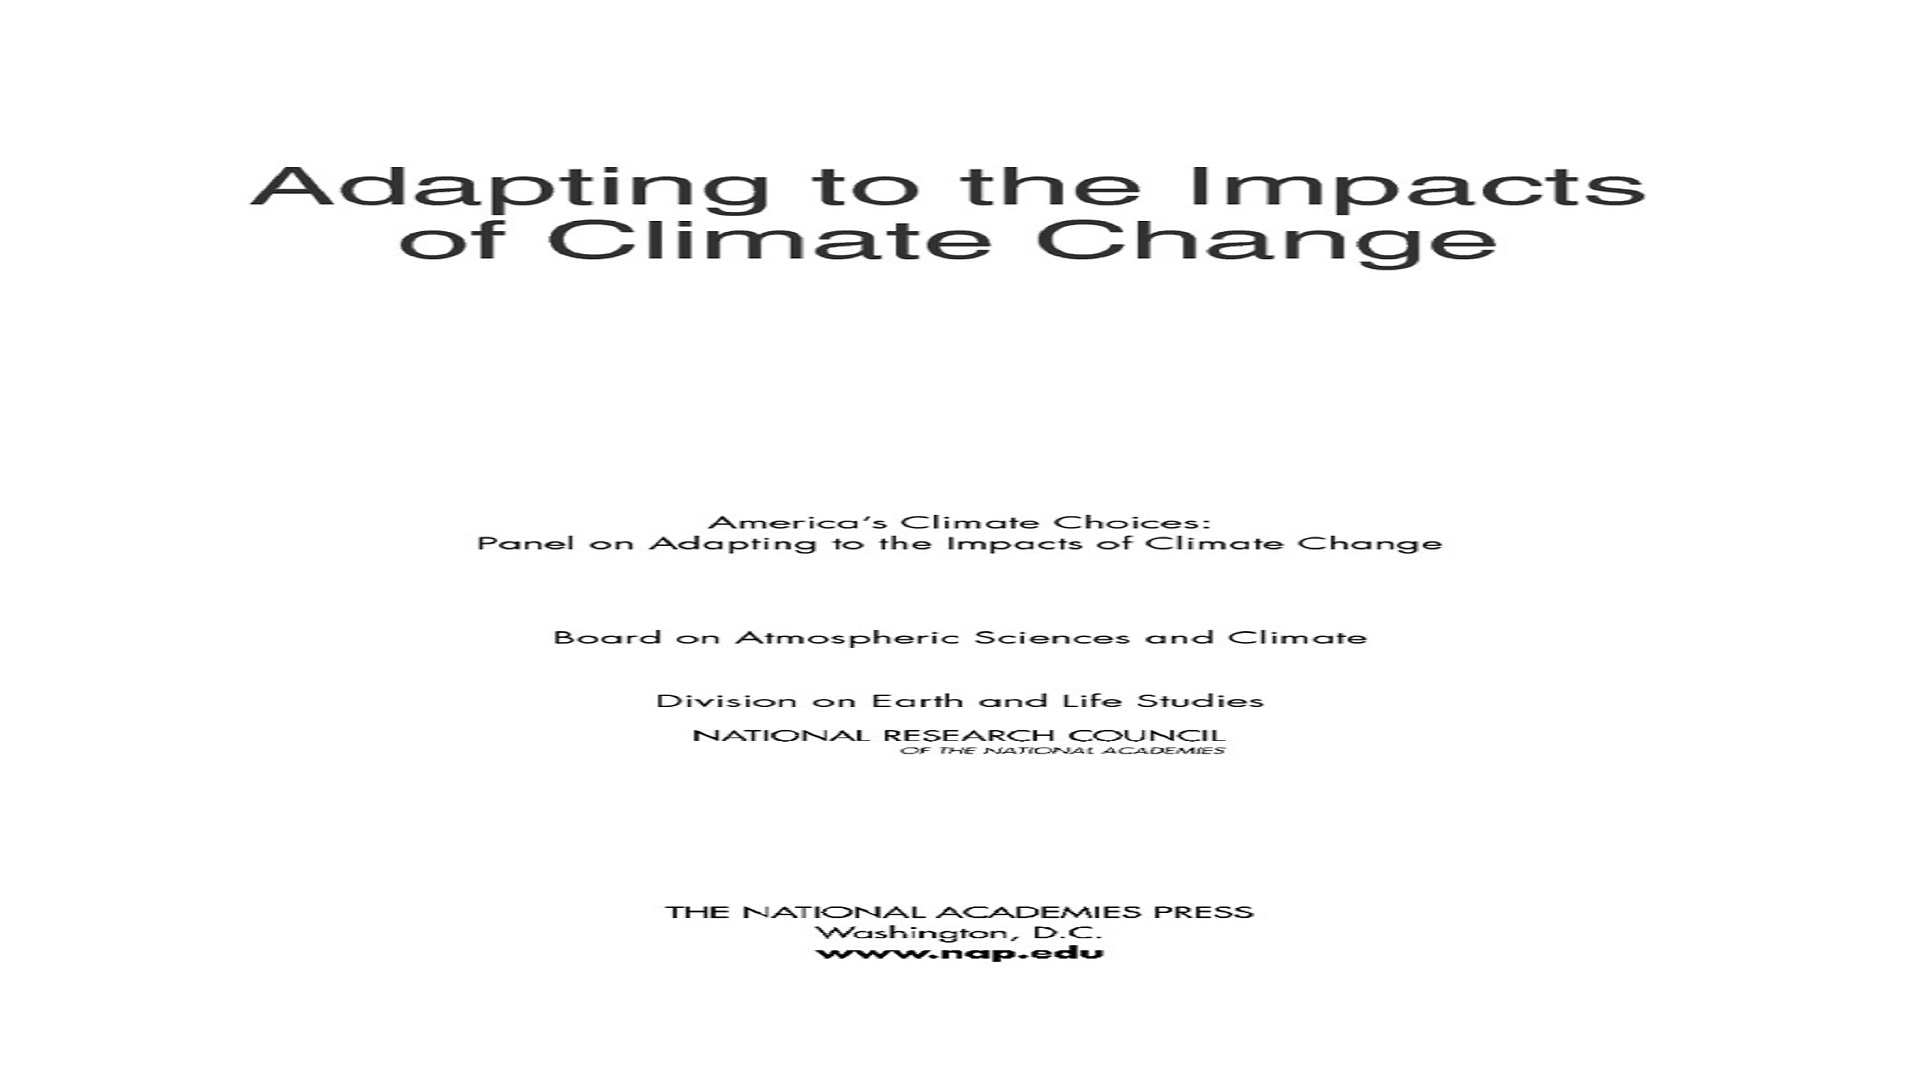 Adapting to the Impacts
of Climate Change
America's Climate Choices:
Panel on Adapting to the Impacts of Climate Change
Board on Atmospheric Sciences and Climate
Division on Earth and Life Studies
NATIONAL RESEARCH COUNCIL
OF THE NATIONAL ACADEMIES
THE NATIONAL ACADEMIES PRESS
Washington, D.C.
www.nap.edu